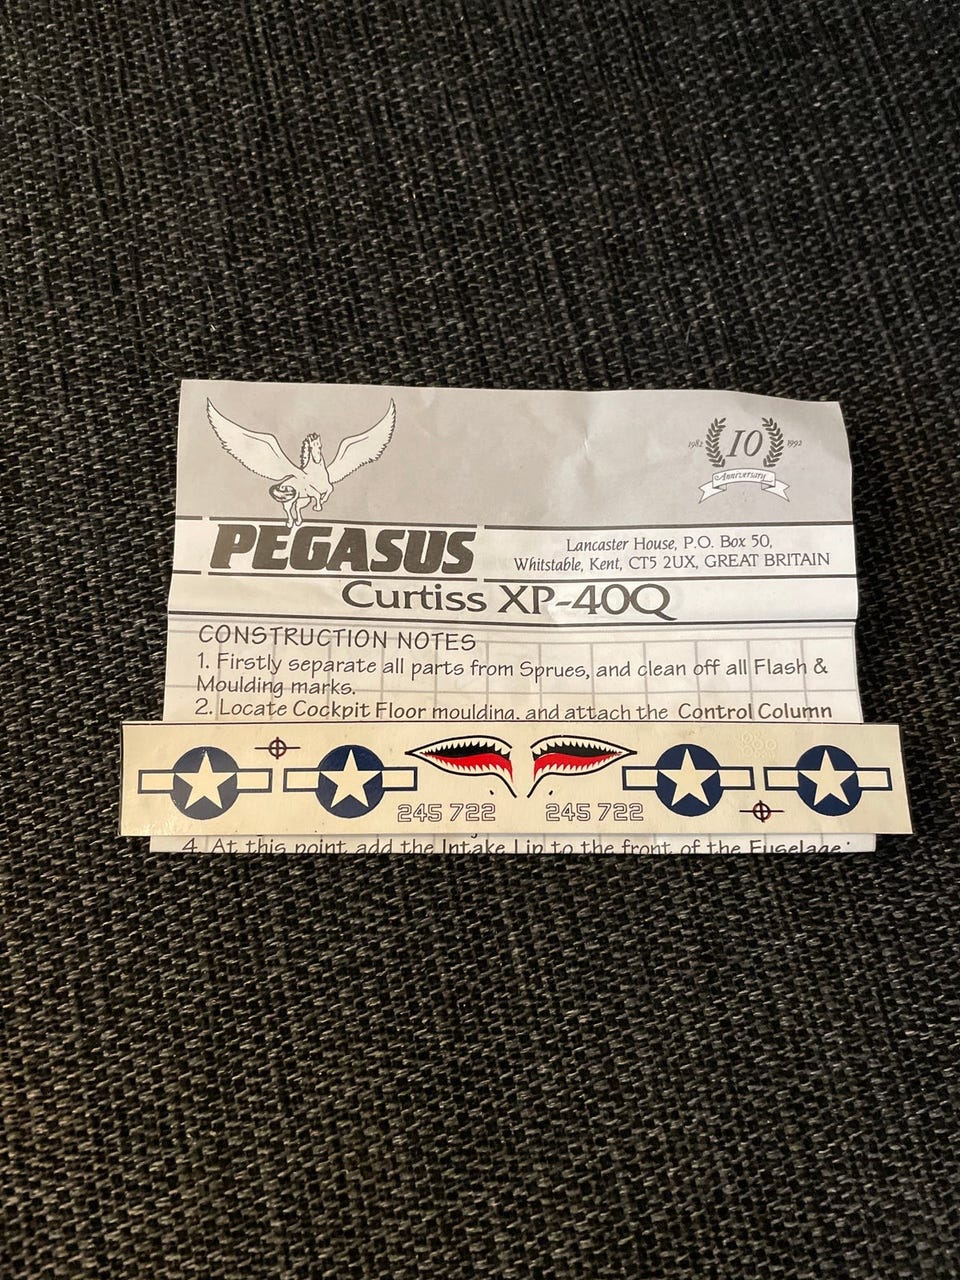 1982 10 1992
Anniversary
PEGASUS
Lancaster House, P.O. Box 50,
Whitstable, Kent, CT5 2UX, GREAT BRITAIN
Curtiss XP-40Q
CONSTRUCTION NOTES
1. Firstly separate all parts from Sprues, and clean off all Flash &
Moulding marks.
2. Locate Cockpit Floor moulding, and attach the Control Column
245 722 245 722
4. At this point add the Intake Lip to the front of the Fuselage